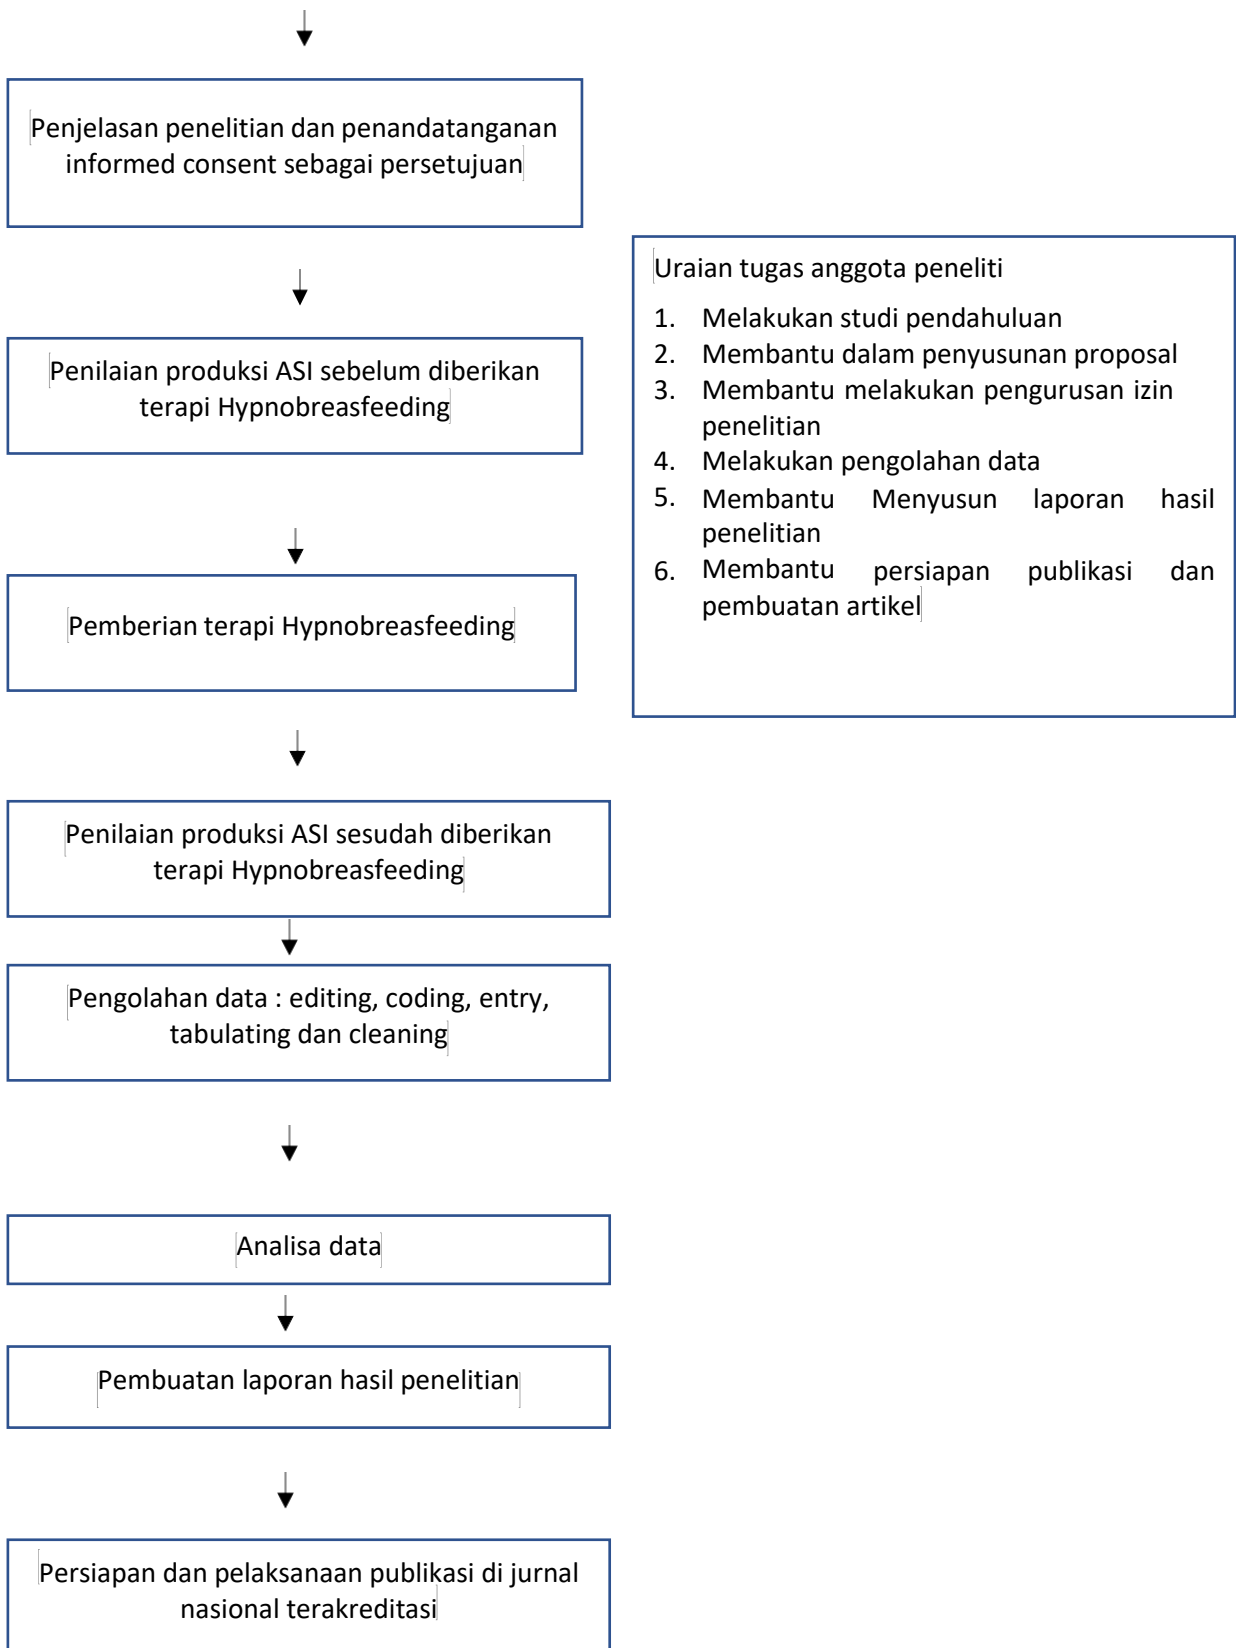 Penjelasan penelitian dan penandatanganan
informed consent sebagai persetujuan
Penilaian produksi ASI sebelum diberikan
terapi Hypnobreasfeeding
Pemberian terapi Hypnobreasfeeding
Penilaian produksi ASI sesudah diberikan
terapi Hypnobreasfeeding
Pengolahan data : editing, coding, entry,
tabulating dan cleaning
Analisa data
Pembuatan laporan hasil penelitian
Persiapan dan pelaksanaan publikasi di jurnal
nasional terakreditasi
Uraian tugas anggota peneliti
1. Melakukan studi pendahuluan
2. Membantu dalam penyusunan proposal
3. Membantu melakukan pengurusan izin
penelitian
4. Melakukan pengolahan data
5. Membantu Menyusun laporan hasil
penelitian
6. Membantu persiapan publikasi dan
pembuatan artikel